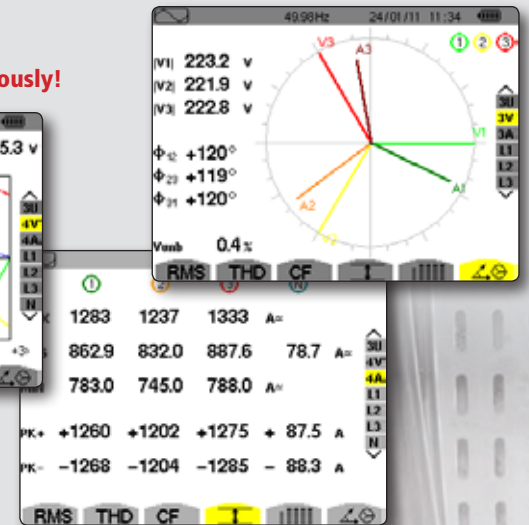 ously!
5.3 v
3U
4V
4A
L1
L2
L3
N
49.98Hz 24/01/11 11:34
|V1| 223.2 v
|V2| 221.9 v
|V3| 222.8 v
Φ12 +120°
Φ23 +119°
Φ31 +120°
Vunb 0.4 %
V3
A3
V1
A1
A2
1 2 3
3U
3V
3A
L1
L2
L3
RMS THD CF
1
1283 1237 1333 A≂
862.9 832.0 887.6 78.7 A≂
783.0 745.0 788.0 A≂
PK+ +1260 +1202 +1275 + 87.5 A
PK- -1268 -1204 -1285 - 88.3 A
3U
4V
4A
L1
L2
L3
N
RMS THD CF